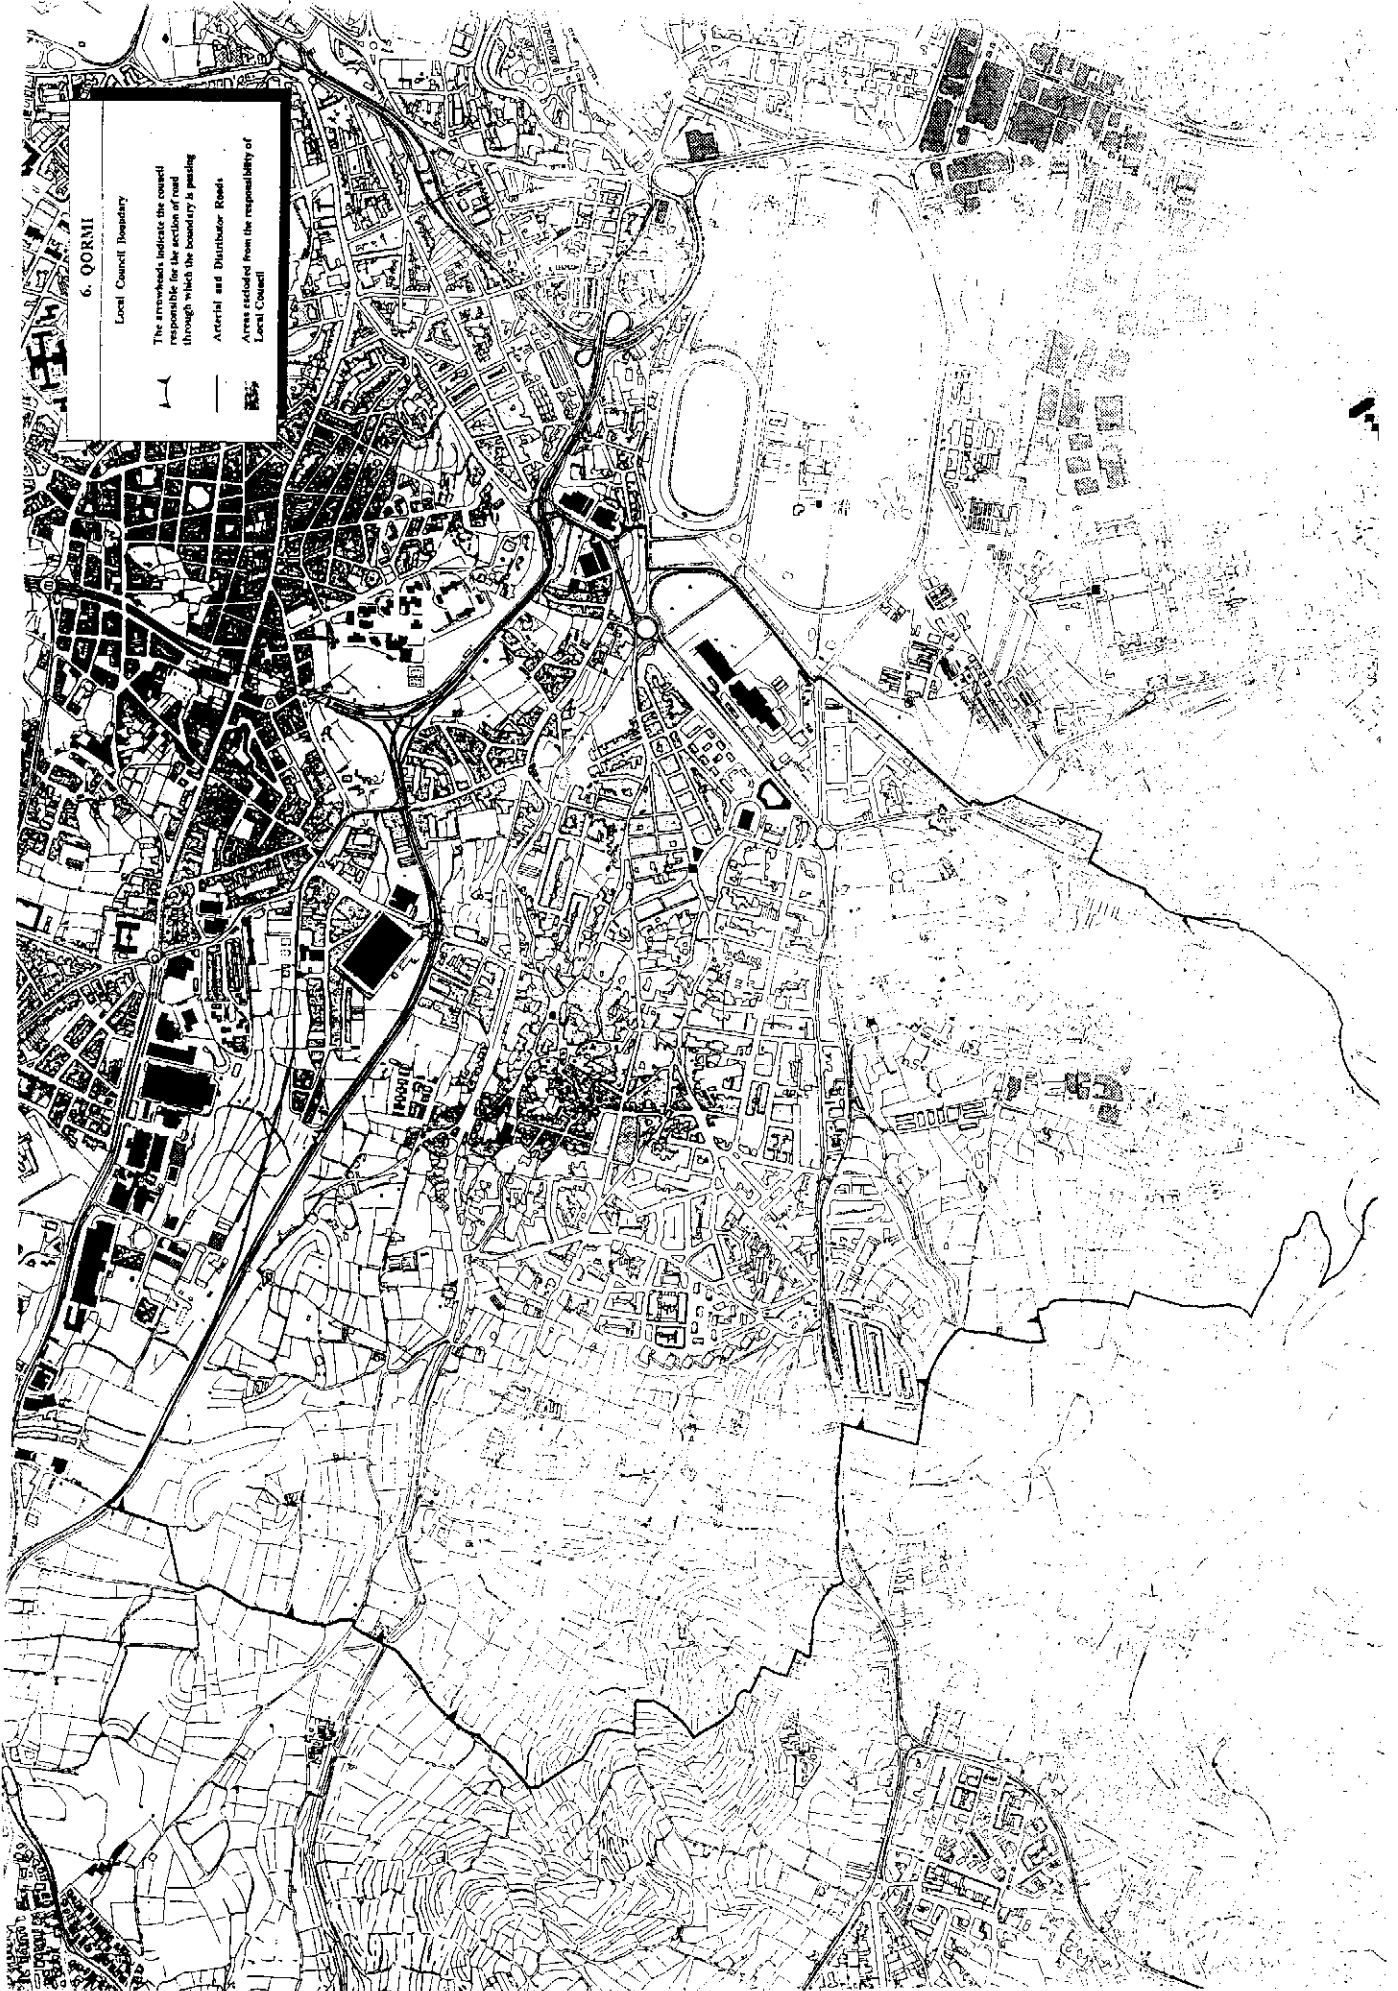 6. QORMI
Local Council Boundary
The arrowheads indicate the council
responsible for the section of road
through which the boundary is passing
Arterial and Distributor Roads
Areas excluded from the responsibility of
Local Council